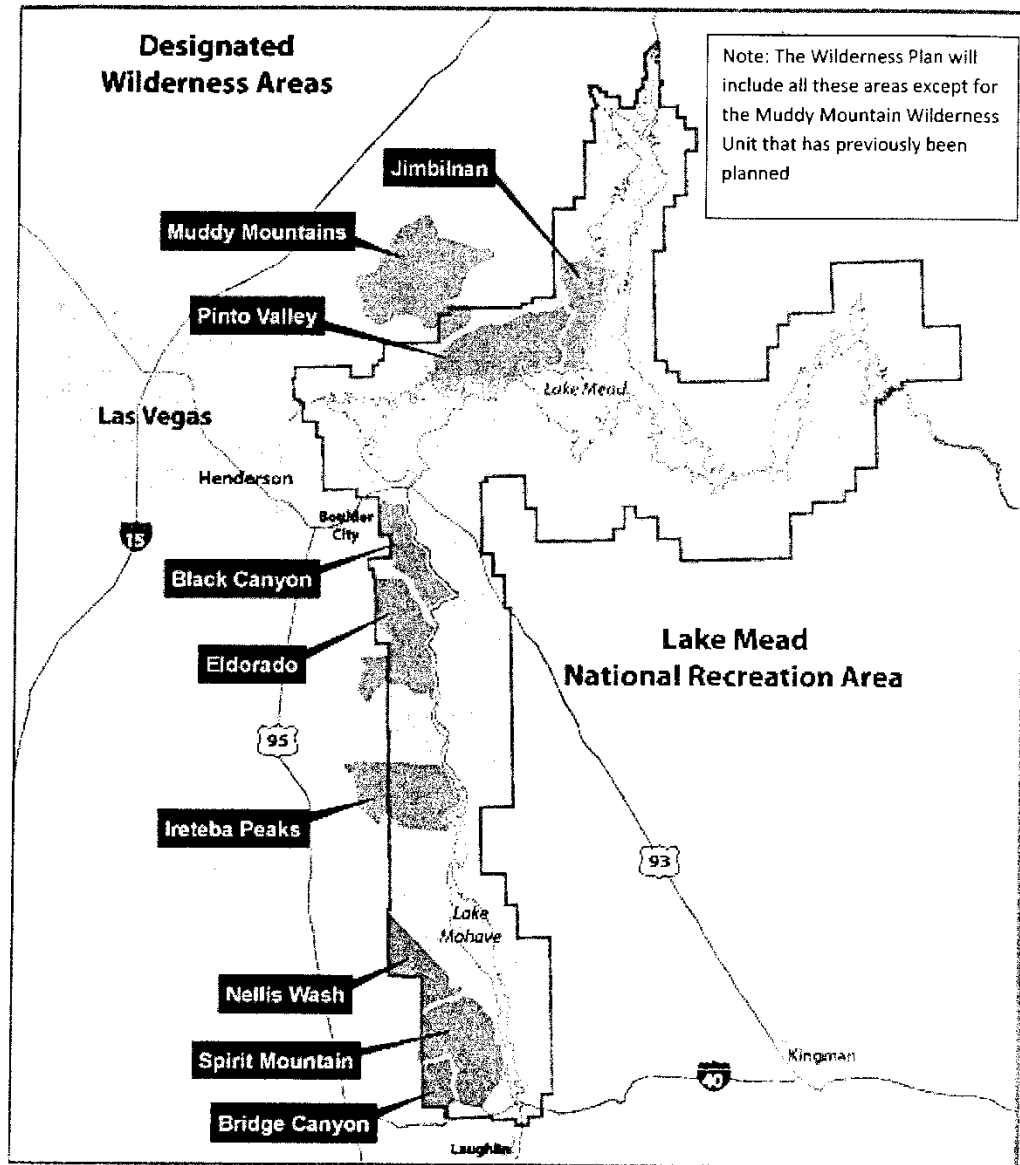 Designated
Wilderness Areas
Note: The Wilderness Plan will
include all these areas except for
the Muddy Mountain Wilderness
Unit that has previously been
planned
Jimbilnan
Muddy Mountains
Pinto Valley
Lake Mead
Las Vegas
Henderson
Boulder
City
15
Black Canyon
Eldorado
Lake Mead
National Recreation Area
95
Ireteba Peaks
93
Lake
Mohave
Nellis Wash
Spirit Mountain
Kingman
40
Bridge Canyon
Laughlin